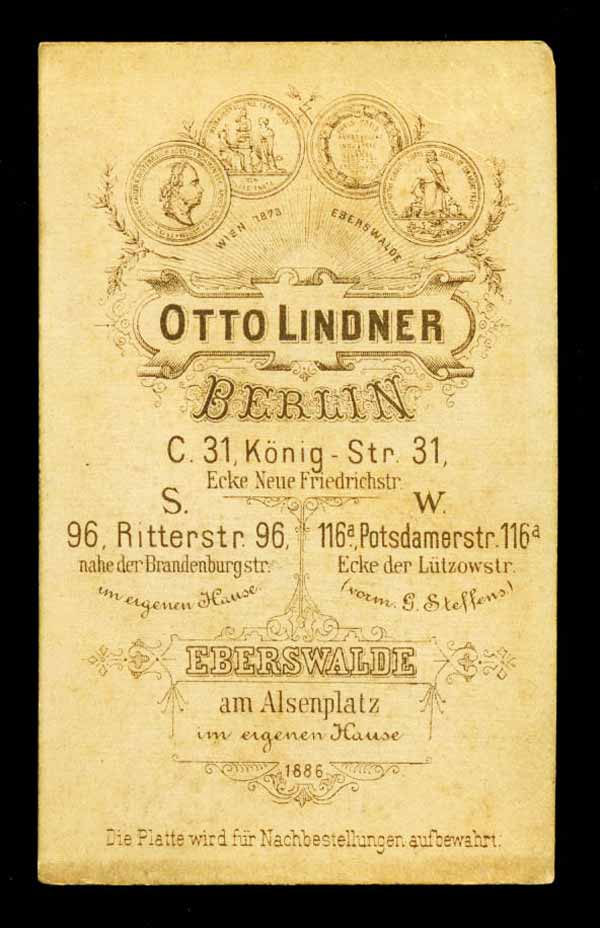 WIEN 1873
EBERSWALDE
OTTO LINDNER
BERLIN
C. 31, König-Str. 31,
Ecke Neue Friedrichstr.
S.
96, Ritterstr. 96,
nahe der Brandenburgstr.
im eigenen Hause.
W.
116a, Potsdamerstr. 116a
Ecke der Lützowstr.
(vorm. G. Steffens.)
EBERSWALDE
am Alsenplatz
im eigenen Hause
1886
Die Platte wird für Nachbestellungen aufbewahrt.